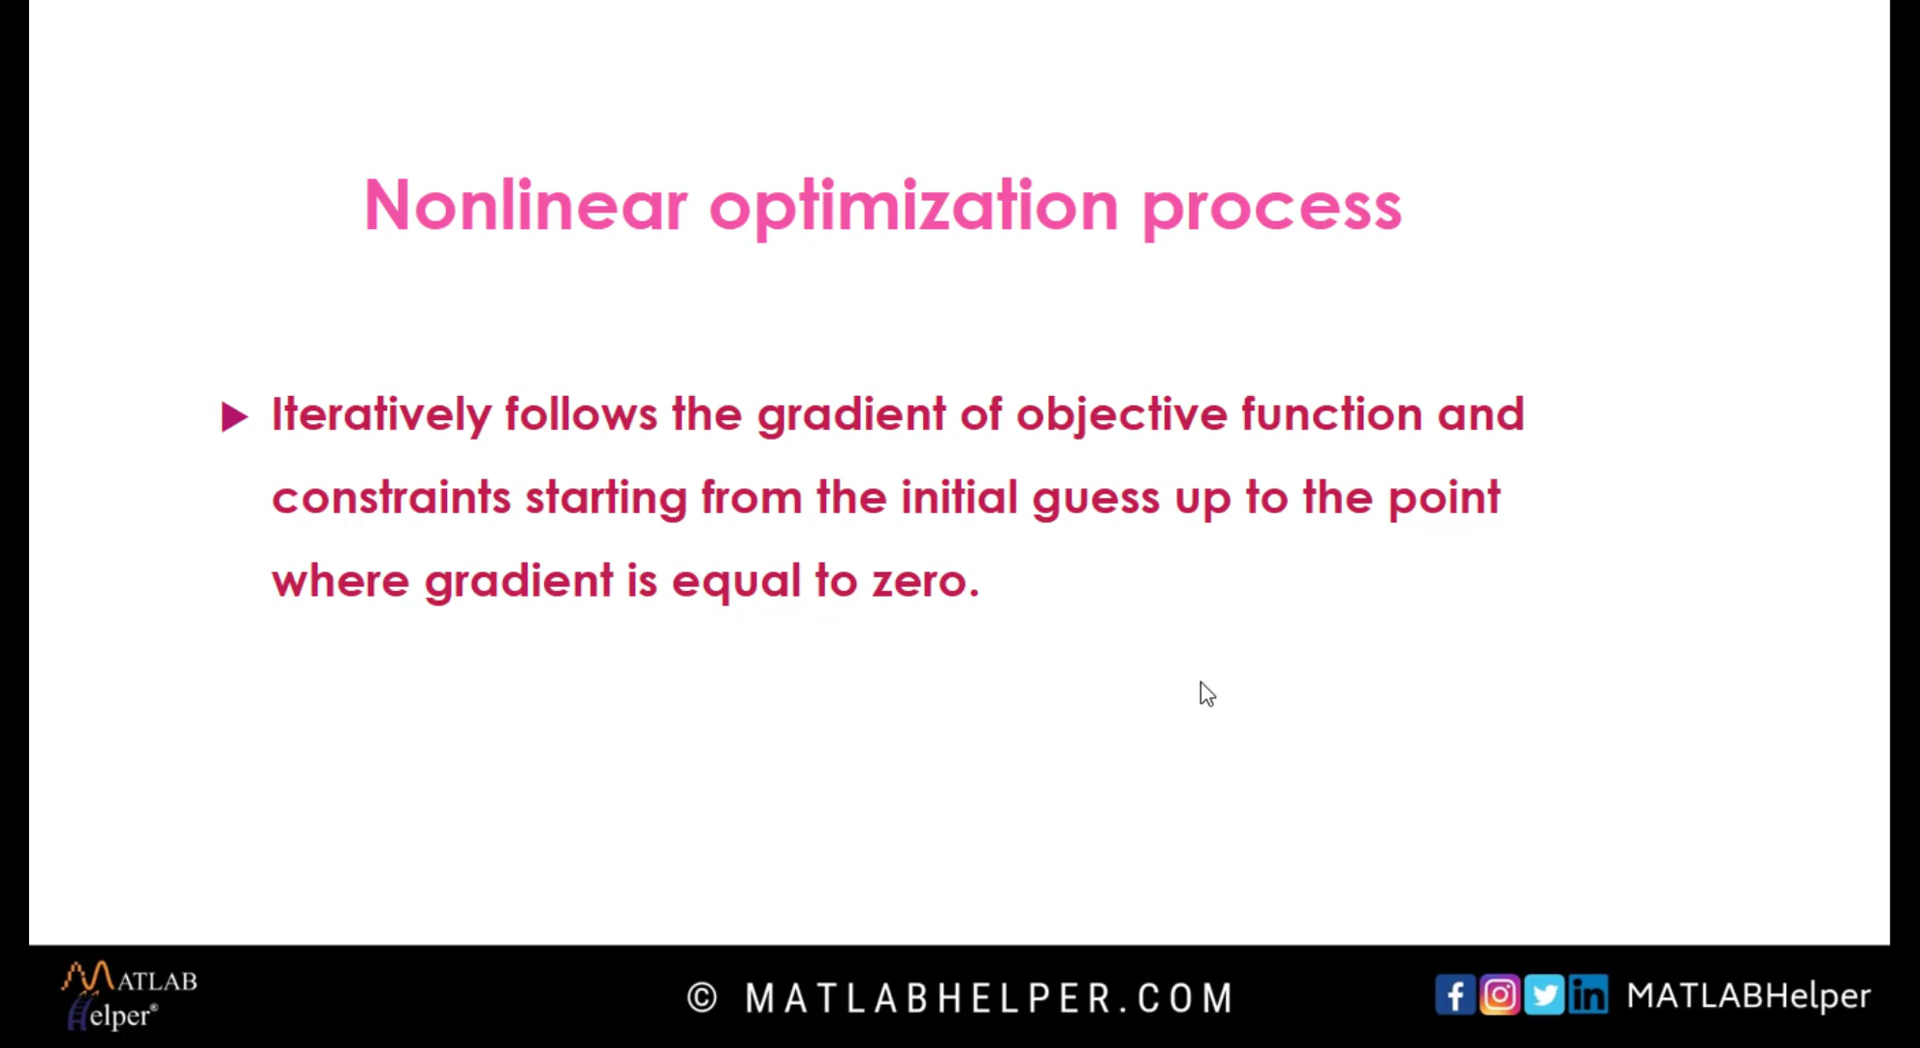 Nonlinear optimization process
Iteratively follows the gradient of objective function and
constraints starting from the initial guess up to the point
where gradient is equal to zero.
MATLAB
Helper®
© MATLABHELPER.COM
MATLABHelper